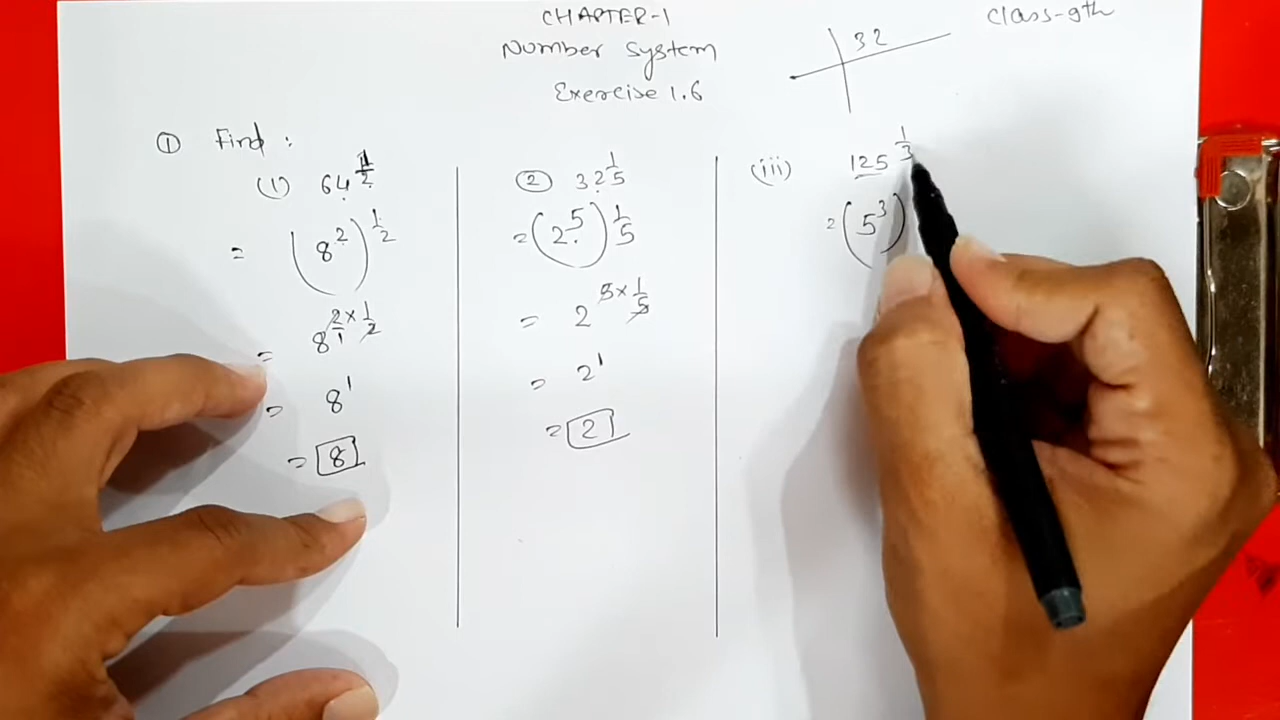 CHAPTER-1
Class-9th
Number System
Exercise 1.6
32
① Find :
(1) 64^1/2
= (8^2)^1/2
= 8^2/1 × 1/2
= 8^1
= 8
② 32^1/5
= (2^5)^1/5
= 2^5 × 1/5
= 2^1
= 2
(iii) 125^1/3
= (5^3)